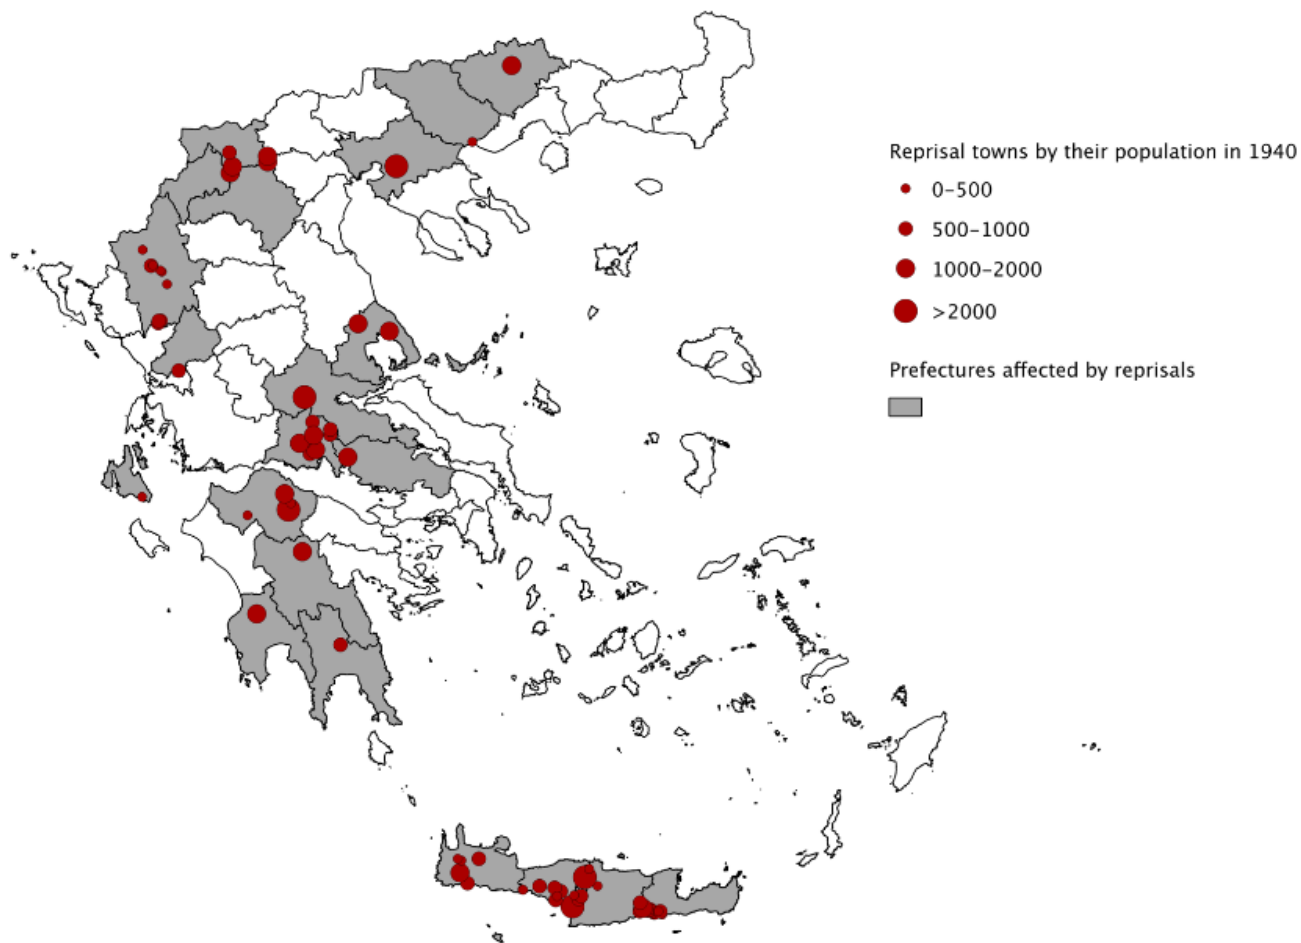 Reprisal towns by their population in 1940
0–500
500–1000
1000–2000
>2000
Prefectures affected by reprisals